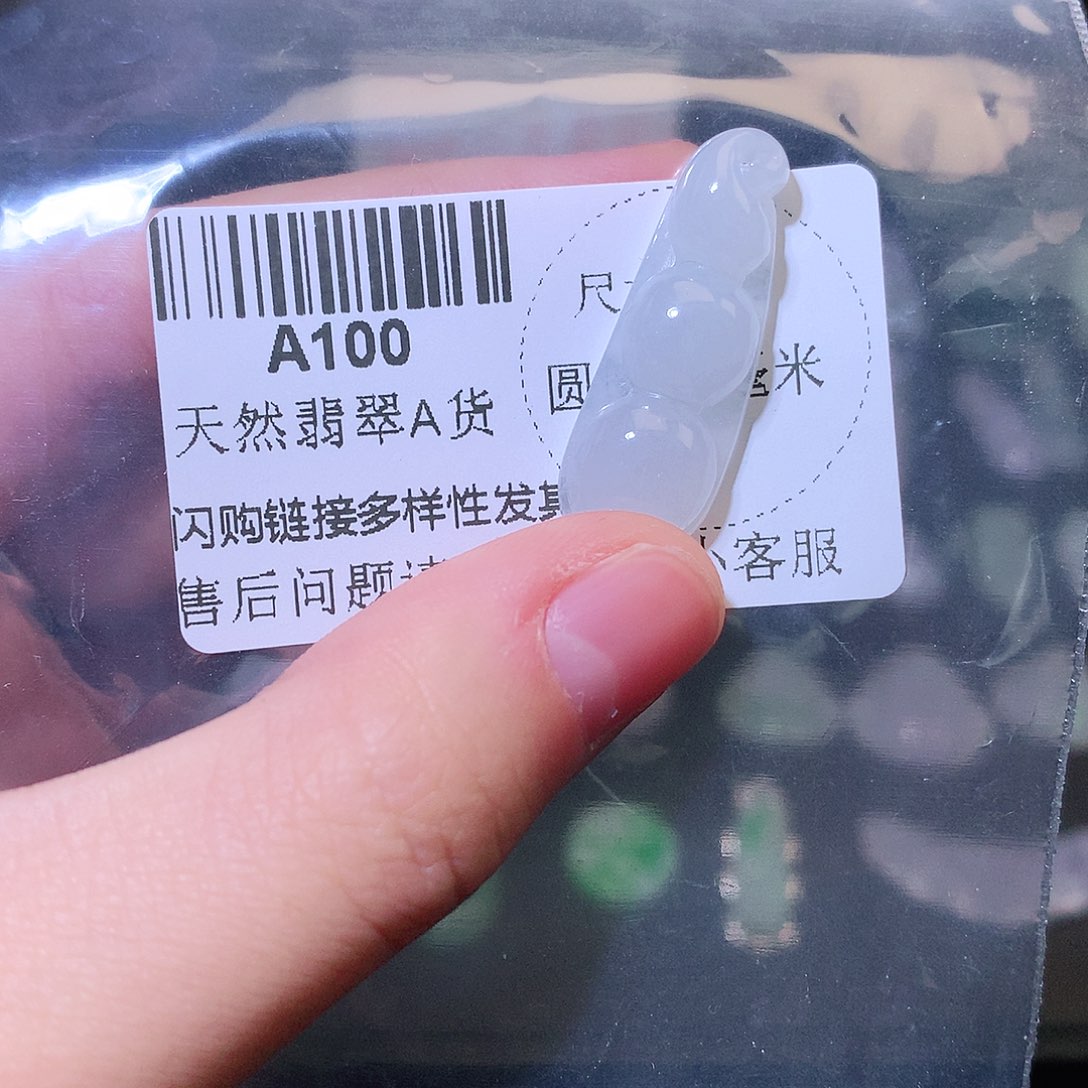 A100
天然翡翠A货
闪购链接多样性发
售后问题
客服
尺
圆 米